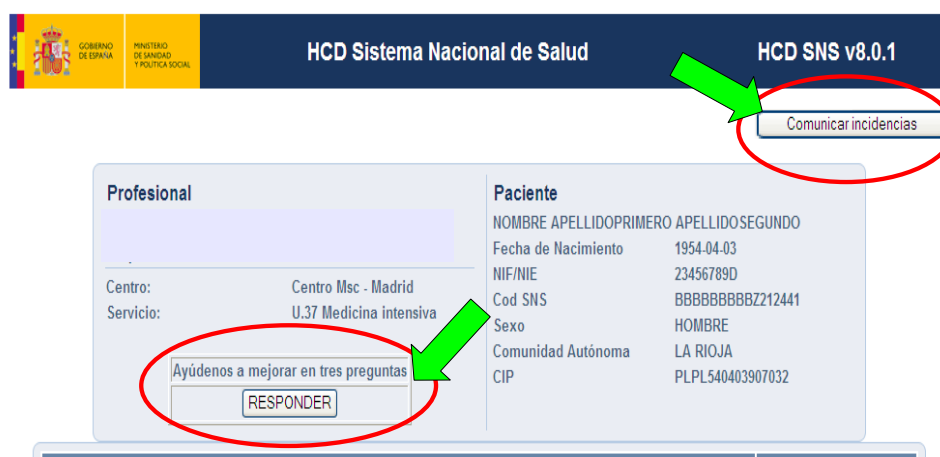 GOBIERNO
DE ESPAÑA
MINISTERIO
DE SANIDAD
Y POLÍTICA SOCIAL
HCD Sistema Nacional de Salud
HCD SNS v8.0.1
Comunicar incidencias
Profesional
Centro: Centro Msc - Madrid
Servicio: U.37 Medicina intensiva
Ayúdenos a mejorar en tres preguntas
RESPONDER
Paciente
NOMBRE APELLIDOPRIMERO APELLIDOSEGUNDO
Fecha de Nacimiento 1954-04-03
NIF/NIE 23456789D
Cod SNS BBBBBBBBBZ212441
Sexo HOMBRE
Comunidad Autónoma LA RIOJA
CIP PLPL540403907032